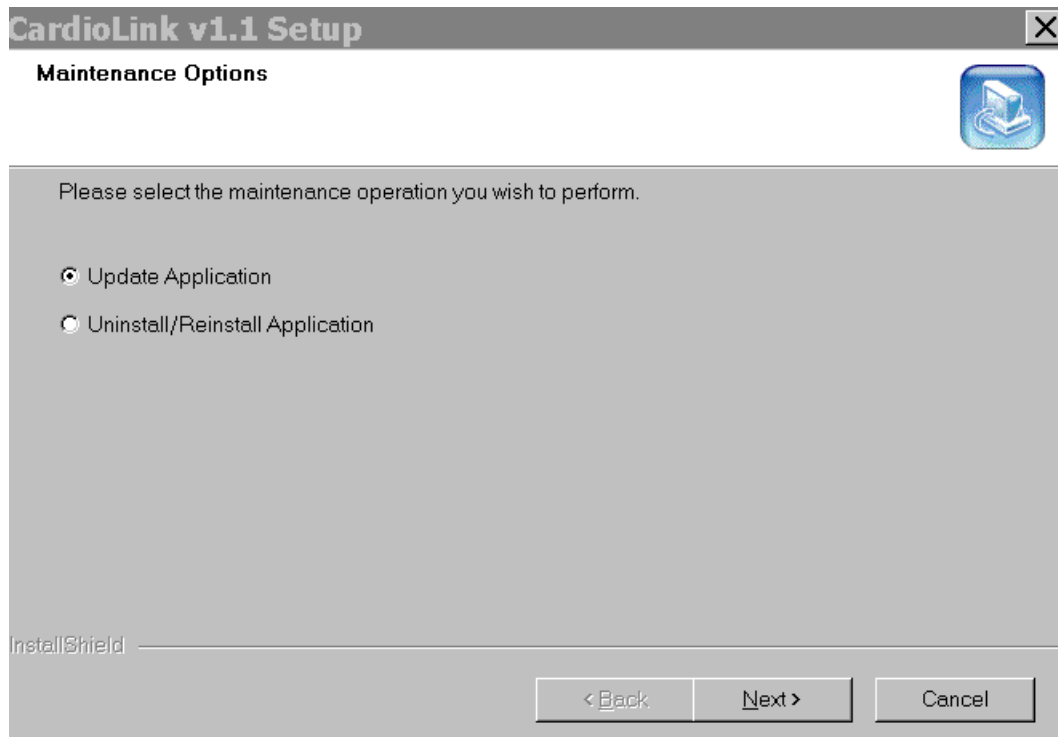 CardioLink v1.1 Setup
Maintenance Options
Please select the maintenance operation you wish to perform.
Update Application
Uninstall/Reinstall Application
InstallShield
< Back Next > Cancel